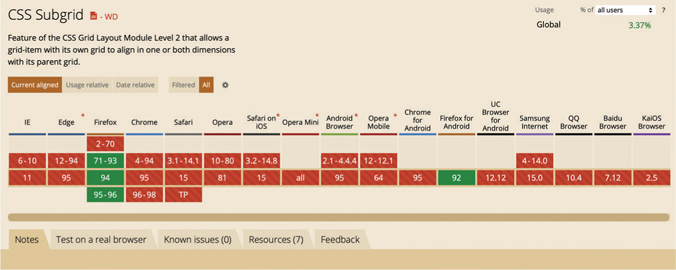 CSS Subgrid - WD
Usage % of all users ?
Global 3.37%
Feature of the CSS Grid Layout Module Level 2 that allows a
grid-item with its own grid to align in one or both dimensions
with its parent grid.
Current aligned Usage relative Date relative Filtered All
IE Edge * Firefox Chrome Safari Opera Safari on iOS * Opera Mini * Android Browser * Opera Mobile * Chrome for Android Firefox for Android UC Browser for Android Samsung Internet QQ Browser Baidu Browser KaiOS Browser
2-70
6-10 12-94 71-93 4-94 3.1-14.1 10-80 3.2-14.8 2.1-4.4.4 12-12.1 4-14.0
11 95 94 95 15 81 15 all 95 64 95 92 12.12 15.0 10.4 7.12 2.5
95-96 96-98 TP
Notes Test on a real browser Known issues (0) Resources (7) Feedback